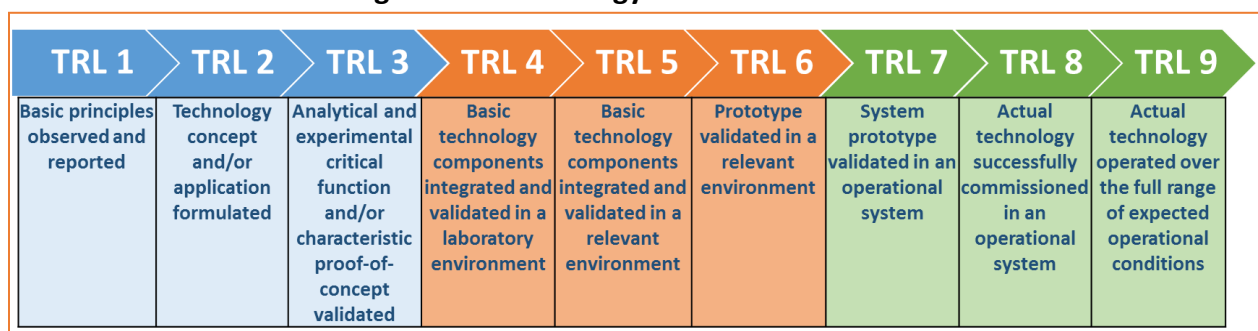 TRL 1 TRL 2 TRL 3 TRL 4 TRL 5 TRL 6 TRL 7 TRL 8 TRL 9
Basic principles
observed and
reported
Technology
concept
and/or
application
formulated
Analytical and
experimental
critical
function
and/or
characteristic
proof-of-
concept
validated
Basic
technology
components
integrated and
validated in a
laboratory
environment
Basic
technology
components
integrated and
validated in a
relevant
environment
Prototype
validated in a
relevant
environment
System
prototype
validated in an
operational
system
Actual
technology
successfully
commissioned
in an
operational
system
Actual
technology
operated over
the full range
of expected
operational
conditions